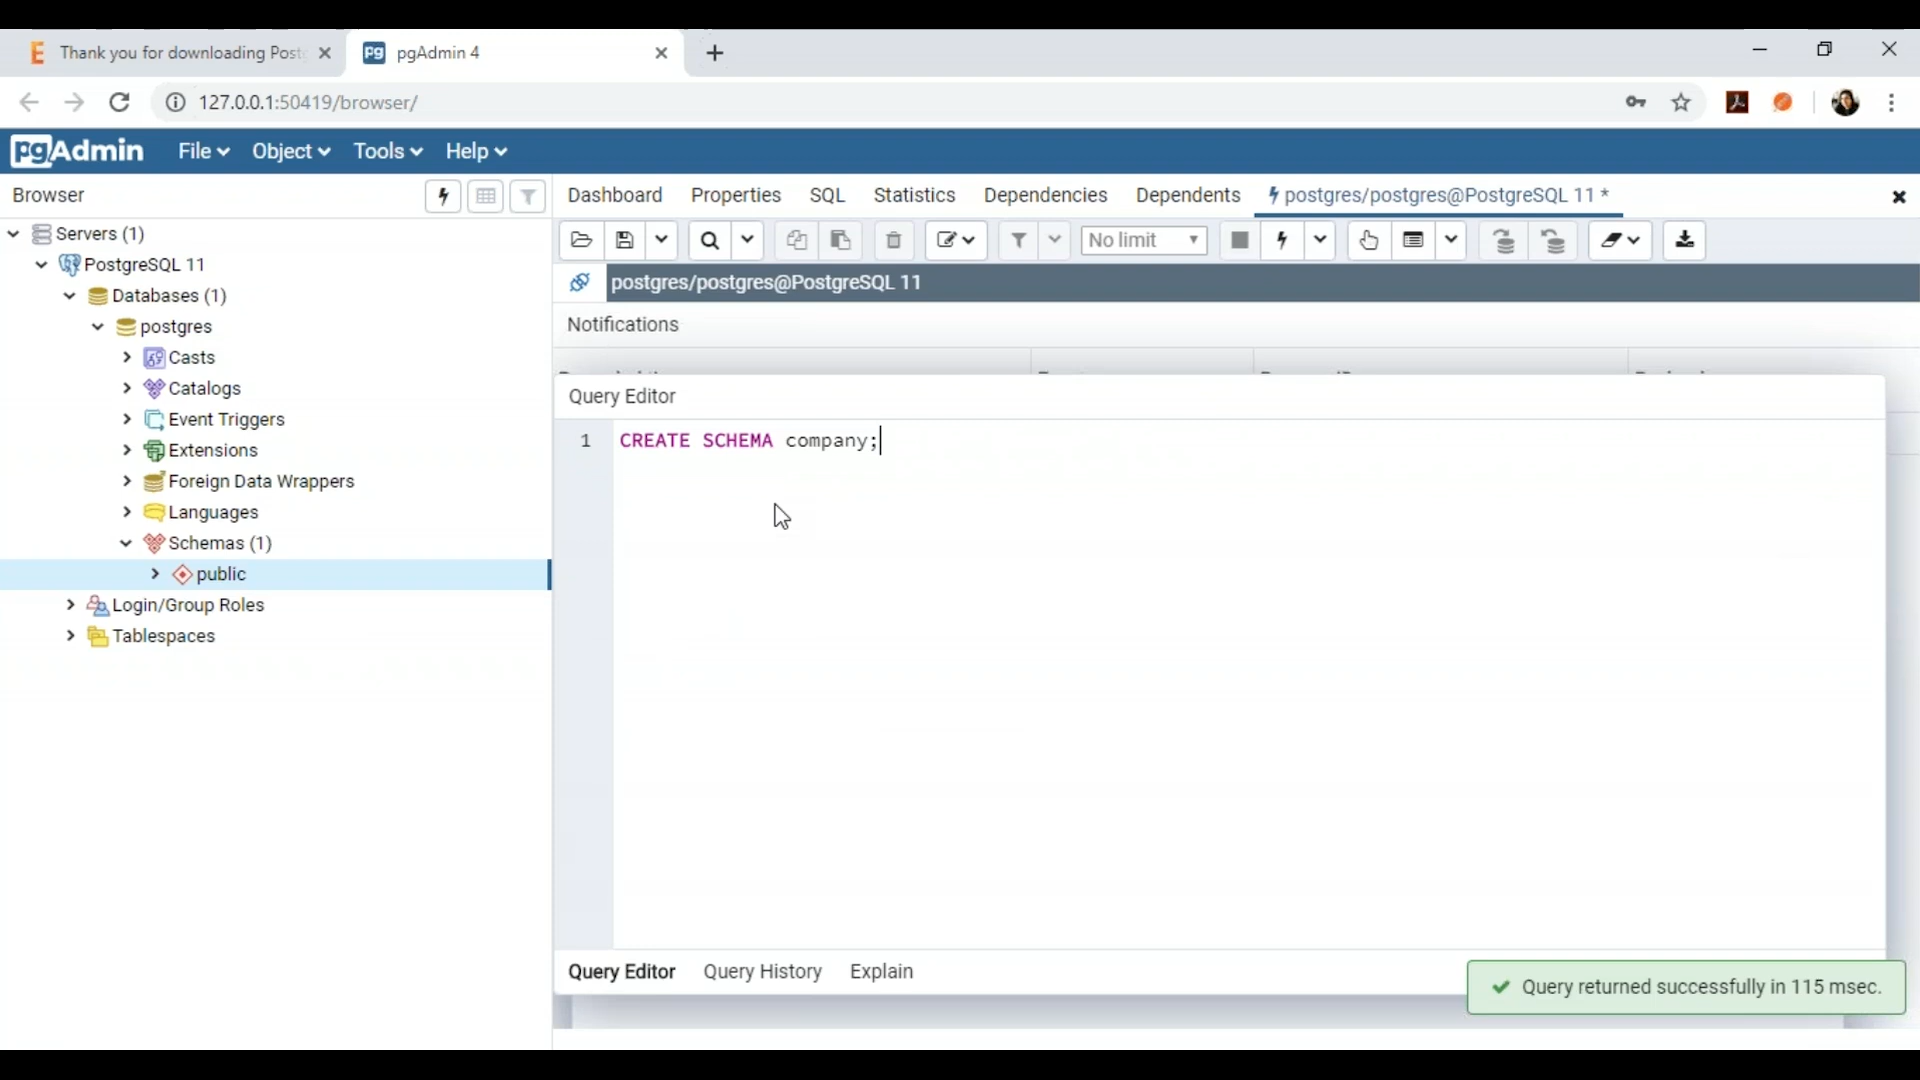 Thank you for downloading Post
pgAdmin 4
127.0.0.1:50419/browser/
pgAdmin File Object Tools Help
Browser
Dashboard Properties SQL Statistics Dependencies Dependents postgres/postgres@PostgreSQL 11 *
Servers (1)
PostgreSQL 11
Databases (1)
postgres
Casts
Catalogs
Event Triggers
Extensions
Foreign Data Wrappers
Languages
Schemas (1)
public
Login/Group Roles
Tablespaces
No limit
postgres/postgres@PostgreSQL 11
Notifications
Query Editor
1 CREATE SCHEMA company;
Query Editor Query History Explain
Query returned successfully in 115 msec.